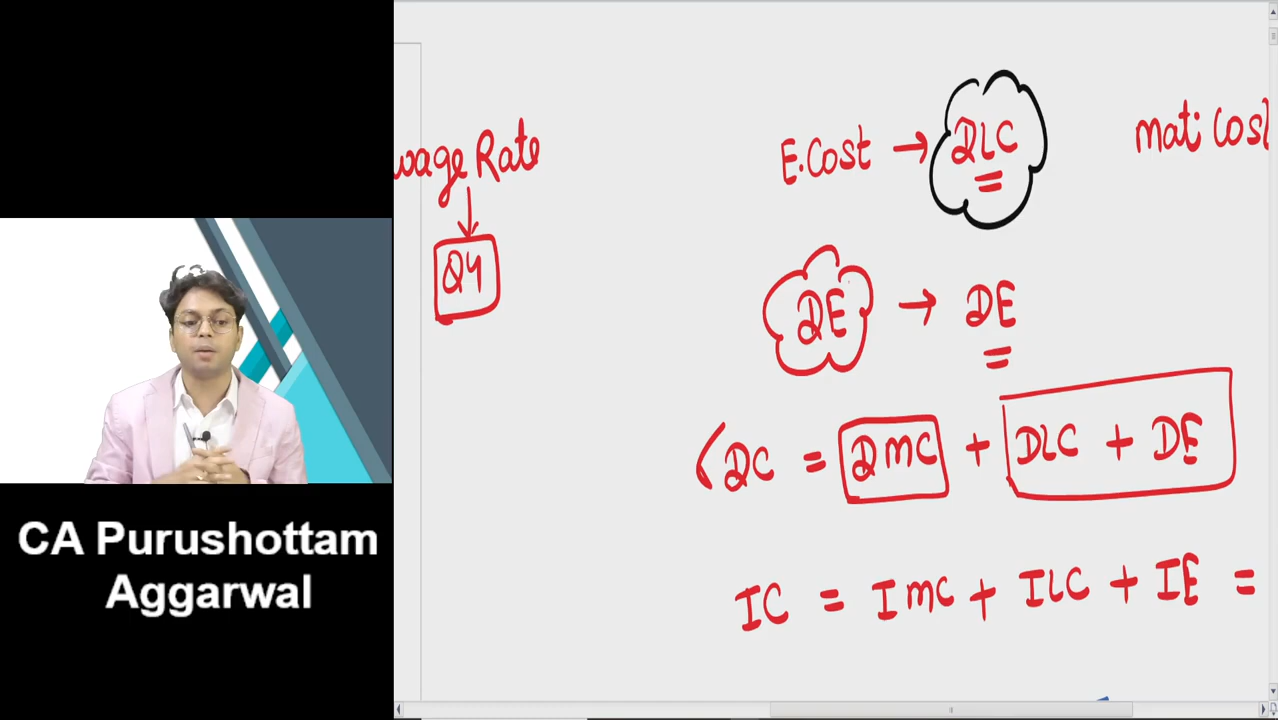 wage Rate
Q4
E.Cost → DLC
mat: Cost
DE → DE
(DC = DMC + DLC + DE
IC = IMC + ILC + IE =
CA Purushottam
Aggarwal